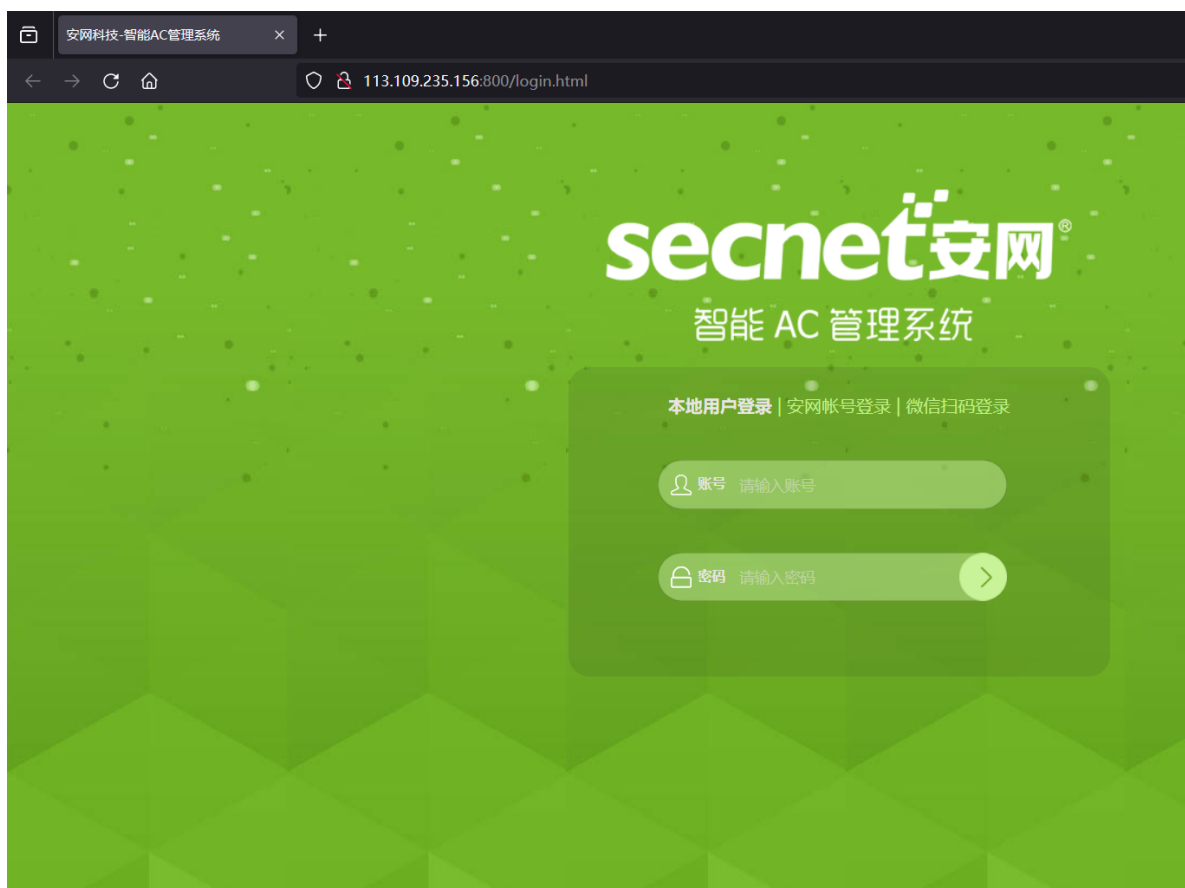 安网科技-智能AC管理系统
113.109.235.156:800/login.html
secnet安网®
智能 AC 管理系统
本地用户登录 | 安网帐号登录 | 微信扫码登录
账号 请输入账号
密码 请输入密码